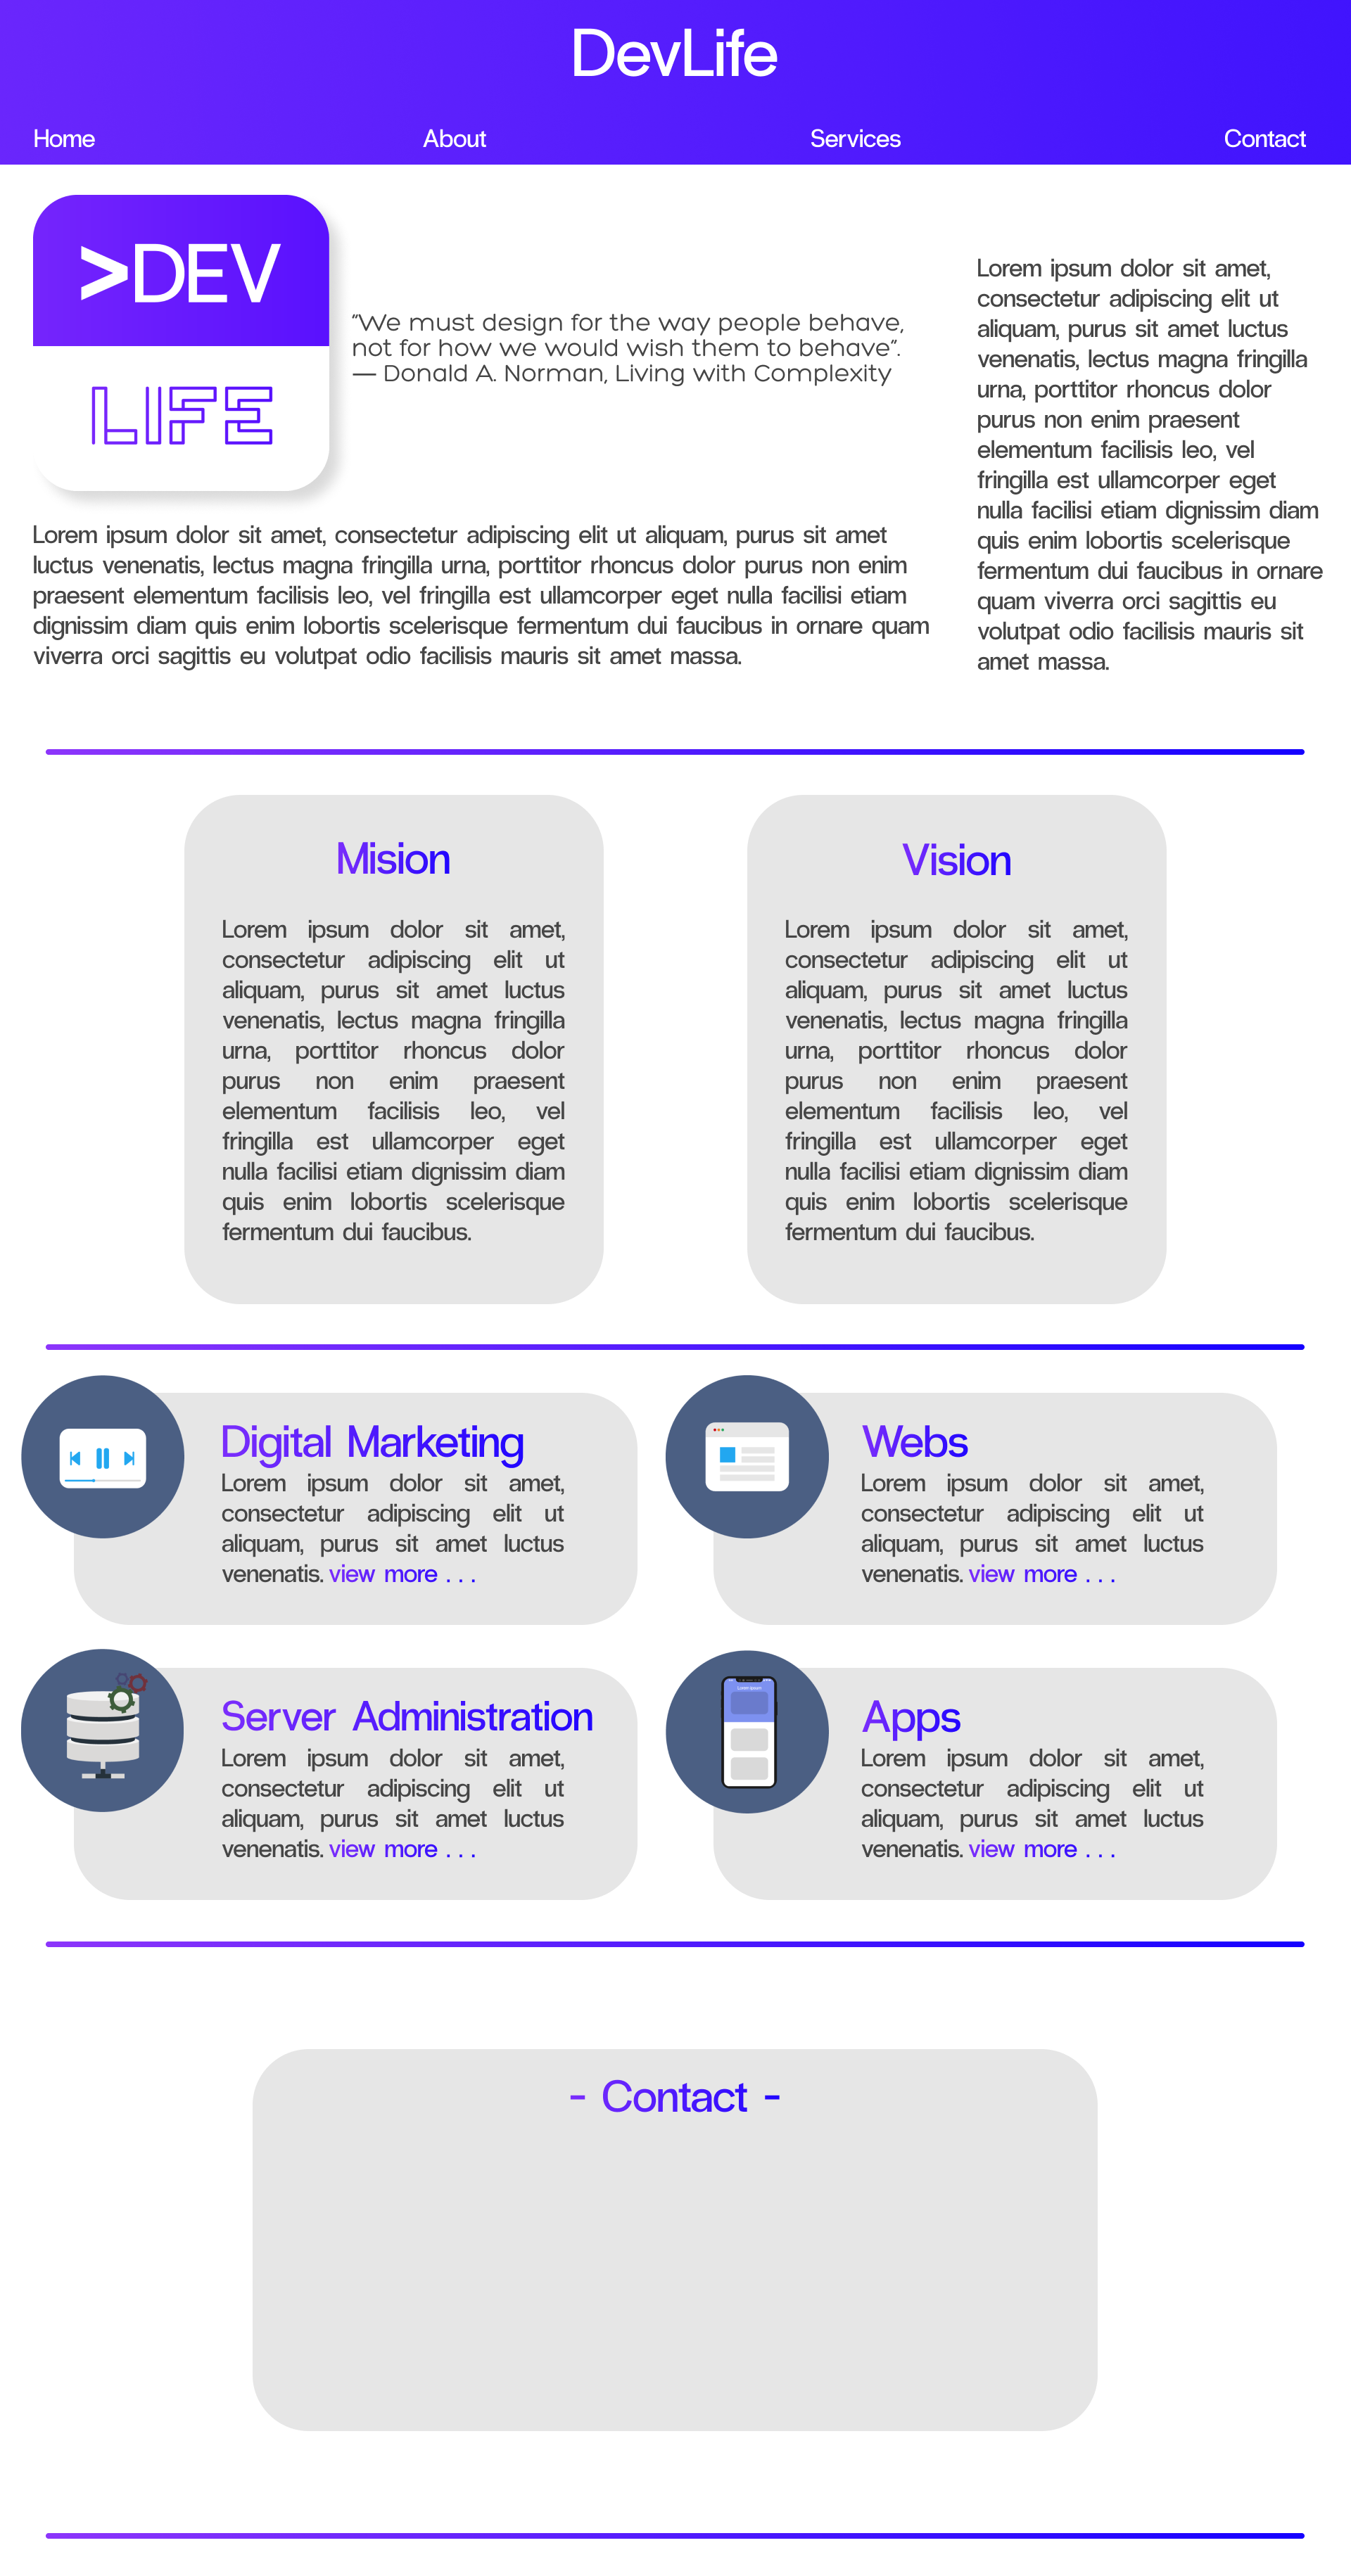 DevLife
Home About Services Contact
>DEV
LIFE
“We must design for the way people behave,
not for how we would wish them to behave”.
— Donald A. Norman, Living with Complexity
Lorem ipsum dolor sit amet, consectetur adipiscing elit ut aliquam, purus sit amet
luctus venenatis, lectus magna fringilla urna, porttitor rhoncus dolor purus non enim
praesent elementum facilisis leo, vel fringilla est ullamcorper eget nulla facilisi etiam
dignissim diam quis enim lobortis scelerisque fermentum dui faucibus in ornare quam
viverra orci sagittis eu volutpat odio facilisis mauris sit amet massa.
Lorem ipsum dolor sit amet,
consectetur adipiscing elit ut
aliquam, purus sit amet luctus
venenatis, lectus magna fringilla
urna, porttitor rhoncus dolor
purus non enim praesent
elementum facilisis leo, vel
fringilla est ullamcorper eget
nulla facilisi etiam dignissim diam
quis enim lobortis scelerisque
fermentum dui faucibus in ornare
quam viverra orci sagittis eu
volutpat odio facilisis mauris sit
amet massa.
Mision
Lorem ipsum dolor sit amet,
consectetur adipiscing elit ut
aliquam, purus sit amet luctus
venenatis, lectus magna fringilla
urna, porttitor rhoncus dolor
purus non enim praesent
elementum facilisis leo, vel
fringilla est ullamcorper eget
nulla facilisi etiam dignissim diam
quis enim lobortis scelerisque
fermentum dui faucibus.
Vision
Lorem ipsum dolor sit amet,
consectetur adipiscing elit ut
aliquam, purus sit amet luctus
venenatis, lectus magna fringilla
urna, porttitor rhoncus dolor
purus non enim praesent
elementum facilisis leo, vel
fringilla est ullamcorper eget
nulla facilisi etiam dignissim diam
quis enim lobortis scelerisque
fermentum dui faucibus.
Digital Marketing
Lorem ipsum dolor sit amet,
consectetur adipiscing elit ut
aliquam, purus sit amet luctus
venenatis. view more . . .
Webs
Lorem ipsum dolor sit amet,
consectetur adipiscing elit ut
aliquam, purus sit amet luctus
venenatis. view more . . .
Server Administration
Lorem ipsum dolor sit amet,
consectetur adipiscing elit ut
aliquam, purus sit amet luctus
venenatis. view more . . .
Lorem ipsum
Apps
Lorem ipsum dolor sit amet,
consectetur adipiscing elit ut
aliquam, purus sit amet luctus
venenatis. view more . . .
- Contact -